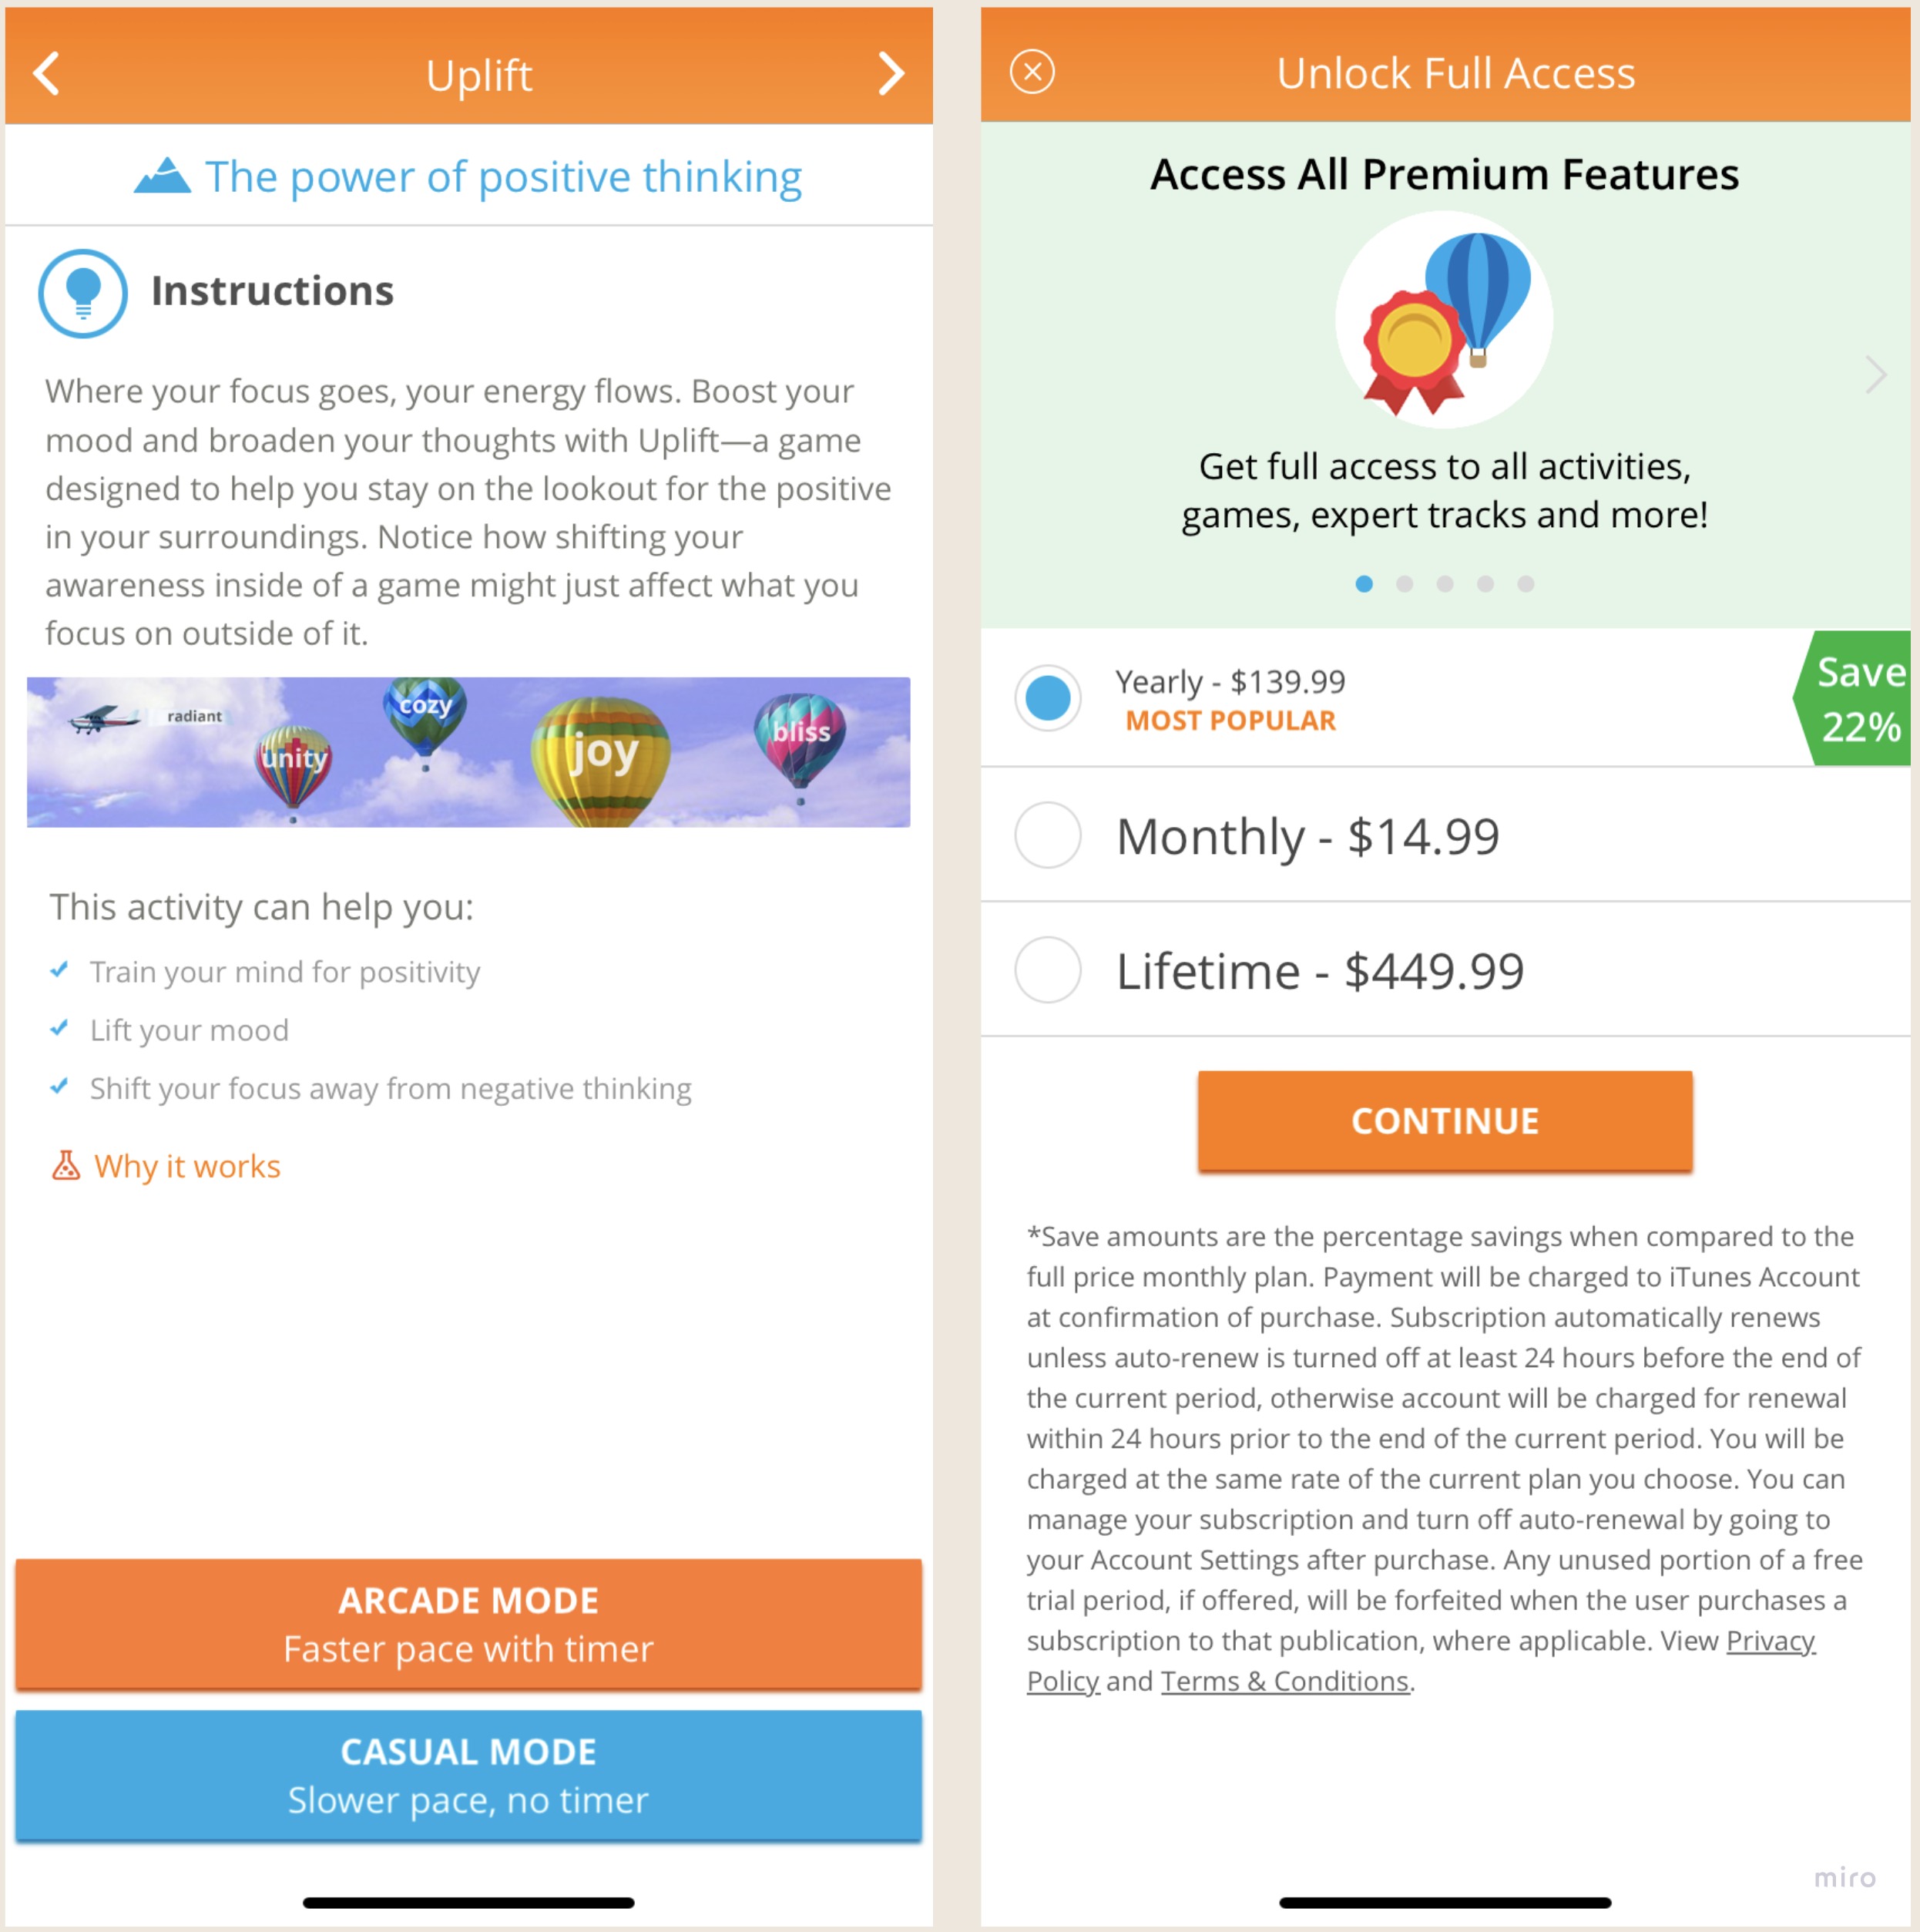 Uplift
The power of positive thinking
Instructions
Where your focus goes, your energy flows. Boost your
mood and broaden your thoughts with Uplift—a game
designed to help you stay on the lookout for the positive
in your surroundings. Notice how shifting your
awareness inside of a game might just affect what you
focus on outside of it.
radiant
unity
cozy
joy
bliss
This activity can help you:
Train your mind for positivity
Lift your mood
Shift your focus away from negative thinking
Why it works
ARCADE MODE
Faster pace with timer
CASUAL MODE
Slower pace, no timer
Unlock Full Access
Access All Premium Features
Get full access to all activities,
games, expert tracks and more!
Yearly - $139.99
MOST POPULAR
Save
22%
Monthly - $14.99
Lifetime - $449.99
CONTINUE
*Save amounts are the percentage savings when compared to the
full price monthly plan. Payment will be charged to iTunes Account
at confirmation of purchase. Subscription automatically renews
unless auto-renew is turned off at least 24 hours before the end of
the current period, otherwise account will be charged for renewal
within 24 hours prior to the end of the current period. You will be
charged at the same rate of the current plan you choose. You can
manage your subscription and turn off auto-renewal by going to
your Account Settings after purchase. Any unused portion of a free
trial period, if offered, will be forfeited when the user purchases a
subscription to that publication, where applicable. View Privacy
Policy and Terms & Conditions.
miro